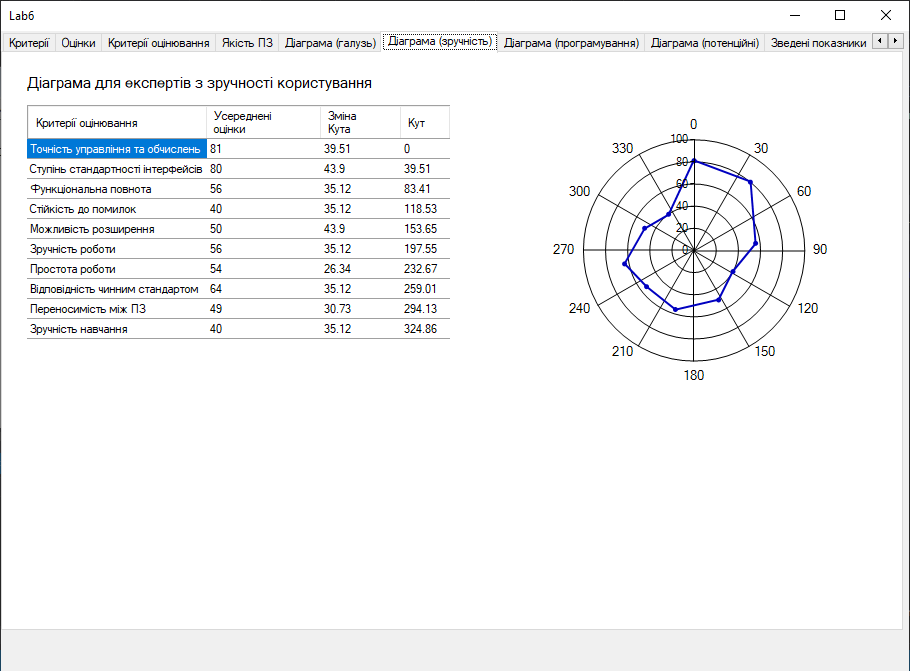 Lab6
Критерії Оцінки Критерії оцінювання Якість ПЗ Діаграма (галузь) Діаграма (зручність) Діаграма (програмування) Діаграма (потенційні) Зведені показники
Діаграма для експертів з зручності користування
Критерії оцінювання Усереднені оцінки Зміна Кута Кут
Точність управління та обчислень 81 39.51 0
Ступінь стандартності інтерфейсів 80 43.9 39.51
Функціональна повнота 56 35.12 83.41
Стійкість до помилок 40 35.12 118.53
Можливість розширення 50 43.9 153.65
Зручність роботи 56 35.12 197.55
Простота роботи 54 26.34 232.67
Відповідність чинним стандартом 64 35.12 259.01
Переносимість між ПЗ 49 30.73 294.13
Зручність навчання 40 35.12 324.86
0
330 100 30
80
300 60 60
40
20
270 0 90
240 120
210 150
180